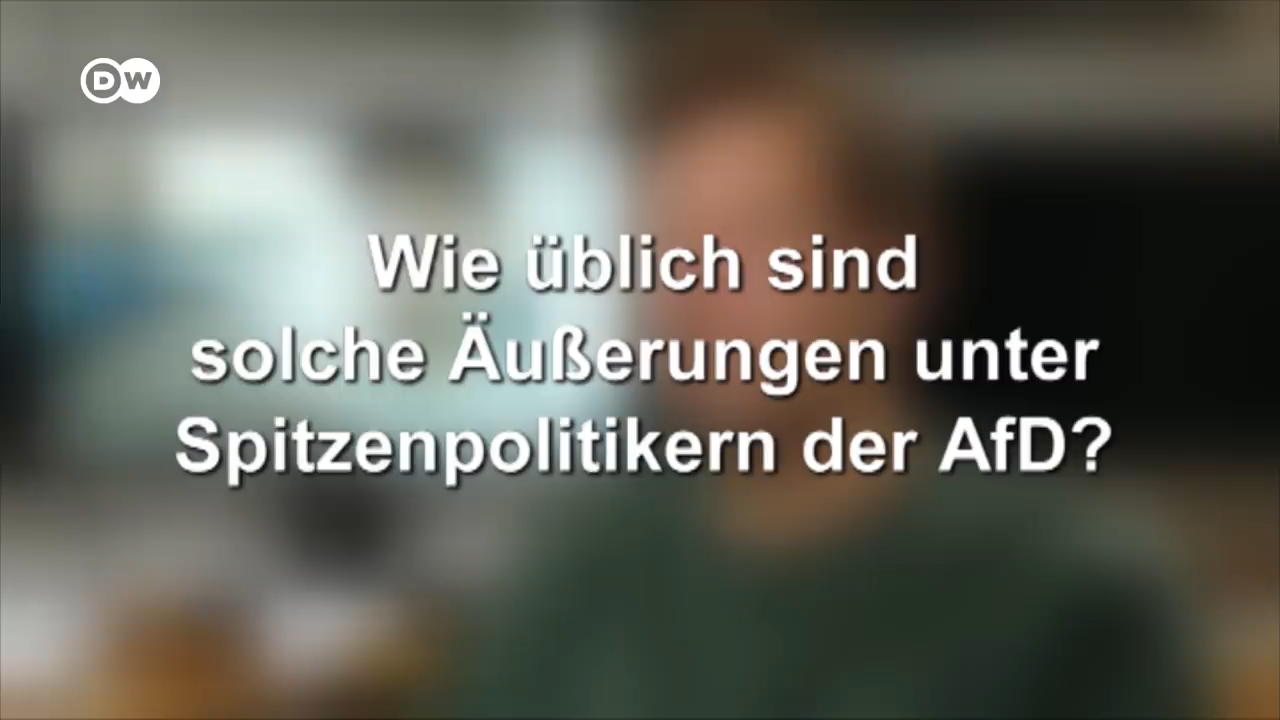 DW
Wie üblich sind
solche Äußerungen unter
Spitzenpolitikern der AfD?